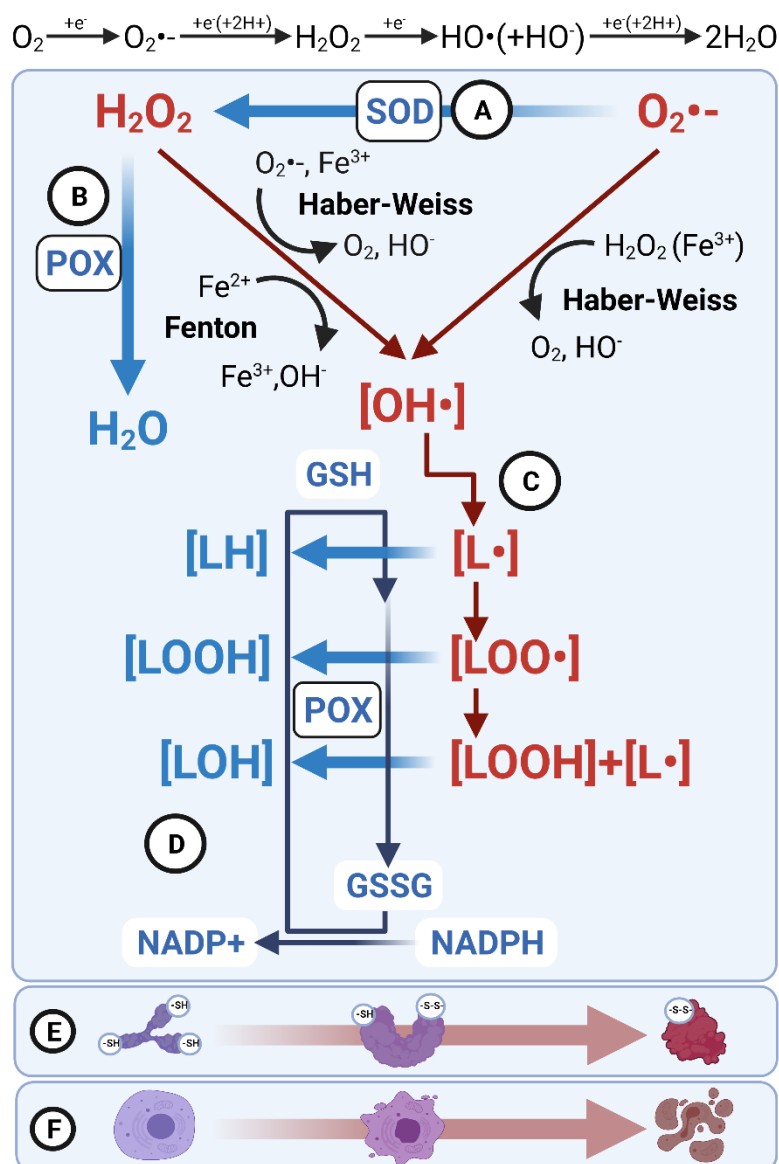 O₂ +e⁻ O₂•- +e⁻(+2H+) H₂O₂ +e⁻ HO•(+HO⁻) +e⁻(+2H+) 2H₂O
H₂O₂ SOD A O₂•-
B
O₂•-, Fe³⁺
Haber-Weiss
O₂, HO⁻
POX
H₂O₂ (Fe³⁺)
Haber-Weiss
O₂, HO⁻
Fe²⁺
Fenton
Fe³⁺,OH⁻
[OH•]
H₂O
GSH
C
[LH] [L•]
[LOOH] [LOO•]
POX
[LOH] [LOOH]+[L•]
D
GSSG
NADP+ NADPH
E -SH -SH -SH -SH -S-S- -S-S-
F